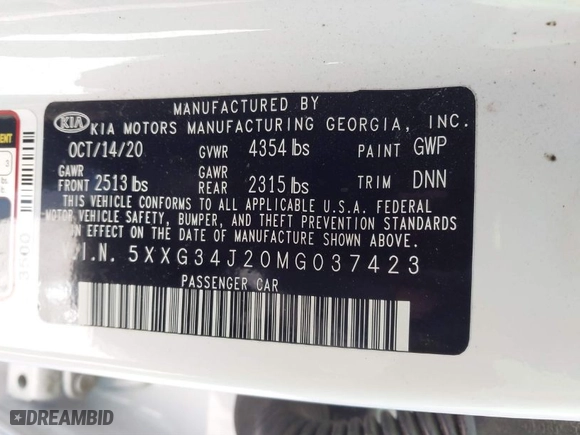 MANUFACTURED BY
KIA KIA MOTORS MANUFACTURING GEORGIA, INC.
OCT/14/20 GVWR 4354 lbs PAINT GWP
GAWR FRONT 2513 lbs GAWR REAR 2315 lbs TRIM DNN
THIS VEHICLE CONFORMS TO ALL APPLICABLE U.S.A. FEDERAL
MOTOR VEHICLE SAFETY, BUMPER, AND THEFT PREVENTION STANDARDS
IN EFFECT ON THE DATE OF MANUFACTURE SHOWN ABOVE.
V.I.N. 5XXG34J20MG037423
PASSENGER CAR
DREAMBID